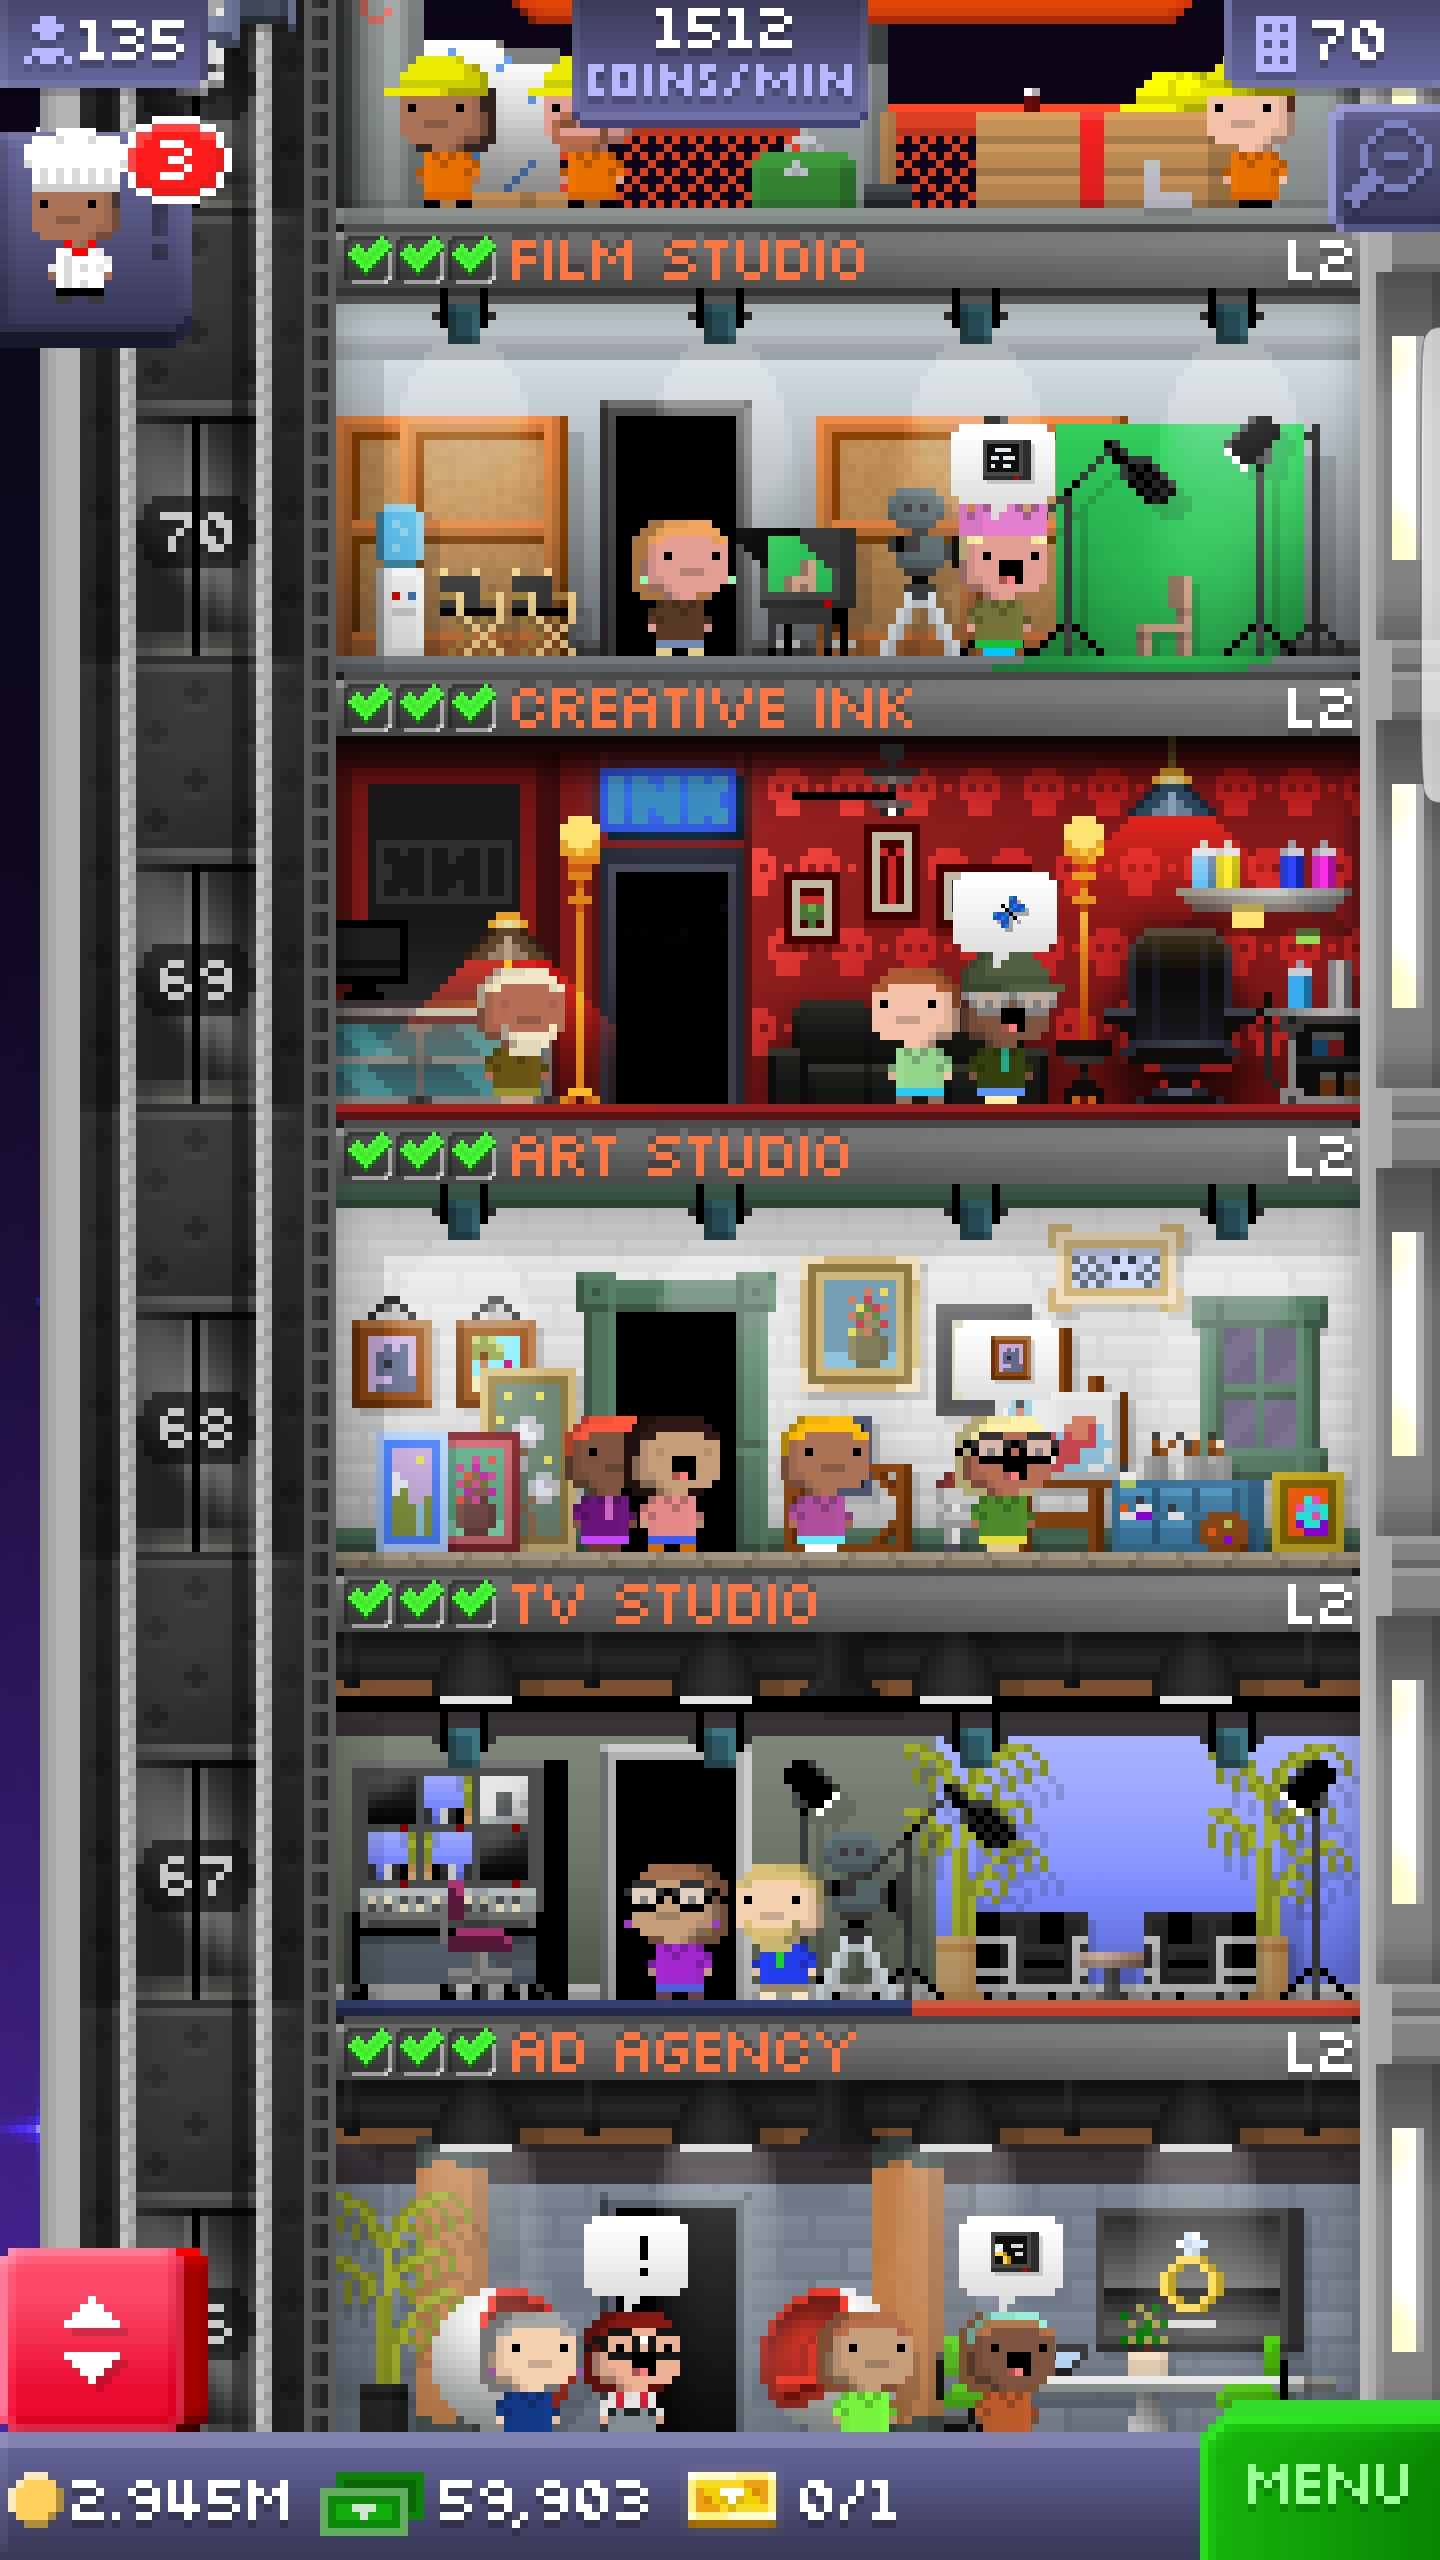 135
1512
COINS/MIN
70
3
FILM STUDIO
L2
70
CREATIVE INK
L2
INK
69
ART STUDIO
L2
68
TV STUDIO
L2
67
AD AGENCY
L2
!
2.945M
59,903
0/1
MENU